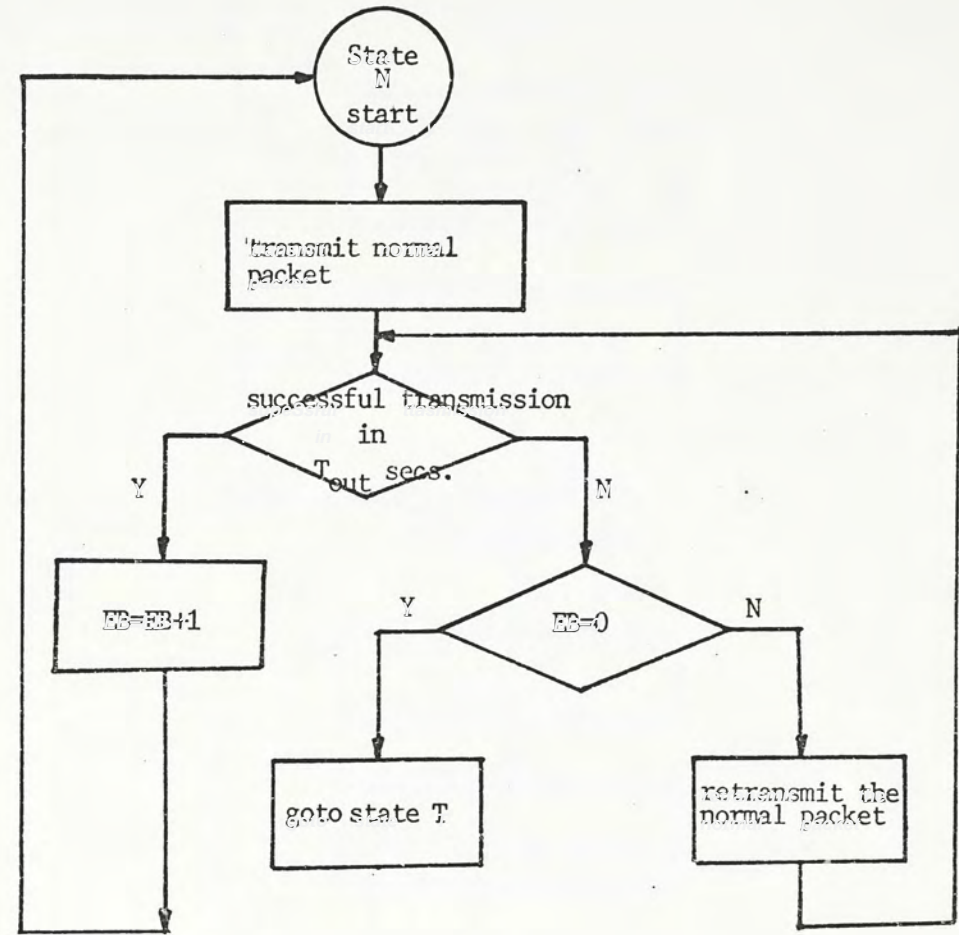 State
N
start
transmit normal
packet
successful transmission
in
Tout secs.
Y
N
EB=EB+1
Y
EB=0
N
goto state T
retransmit the
normal packet